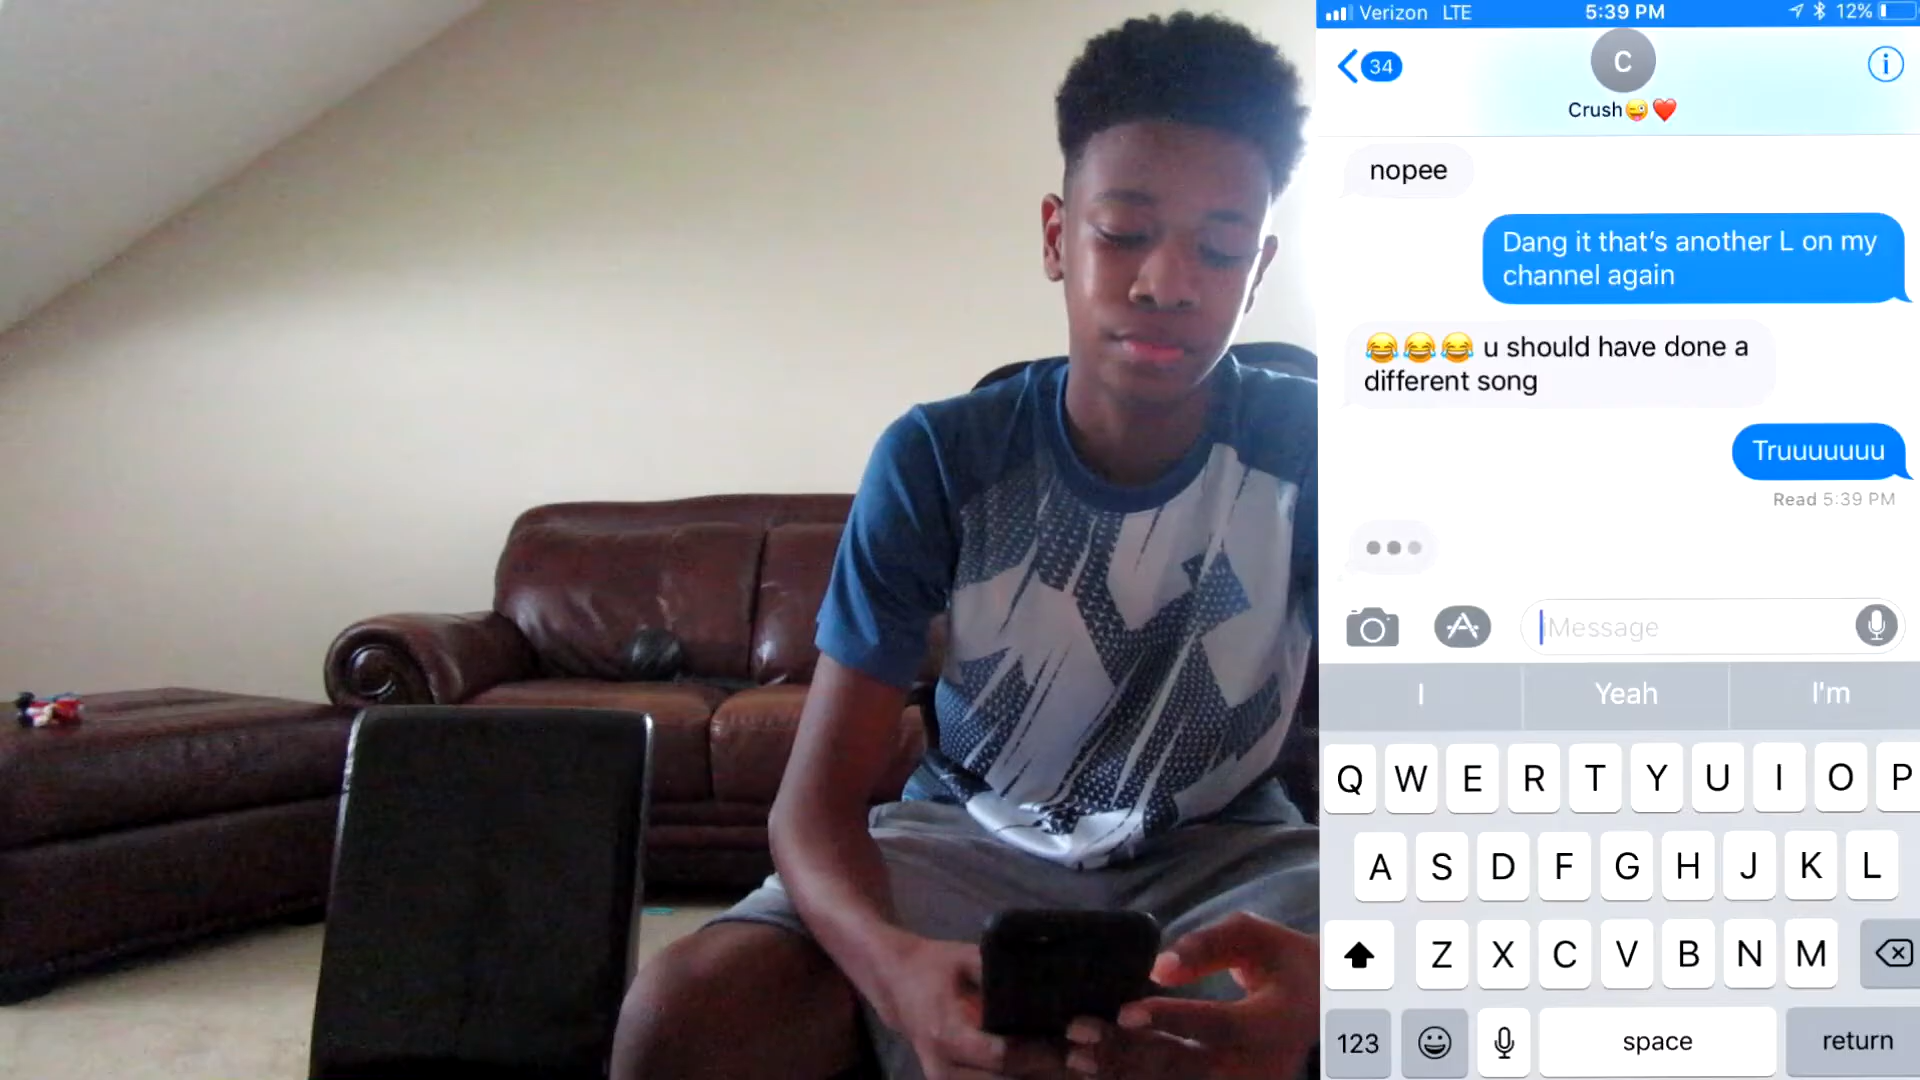 Verizon LTE 5:39 PM 12%
34
C
Crush😜❤️
nopee
Dang it that's another L on my
channel again
😂😂😂 u should have done a
different song
Truuuuuuu
Read 5:39 PM
iMessage
I Yeah I'm
Q W E R T Y U I O P
A S D F G H J K L
Z X C V B N M
123 space return